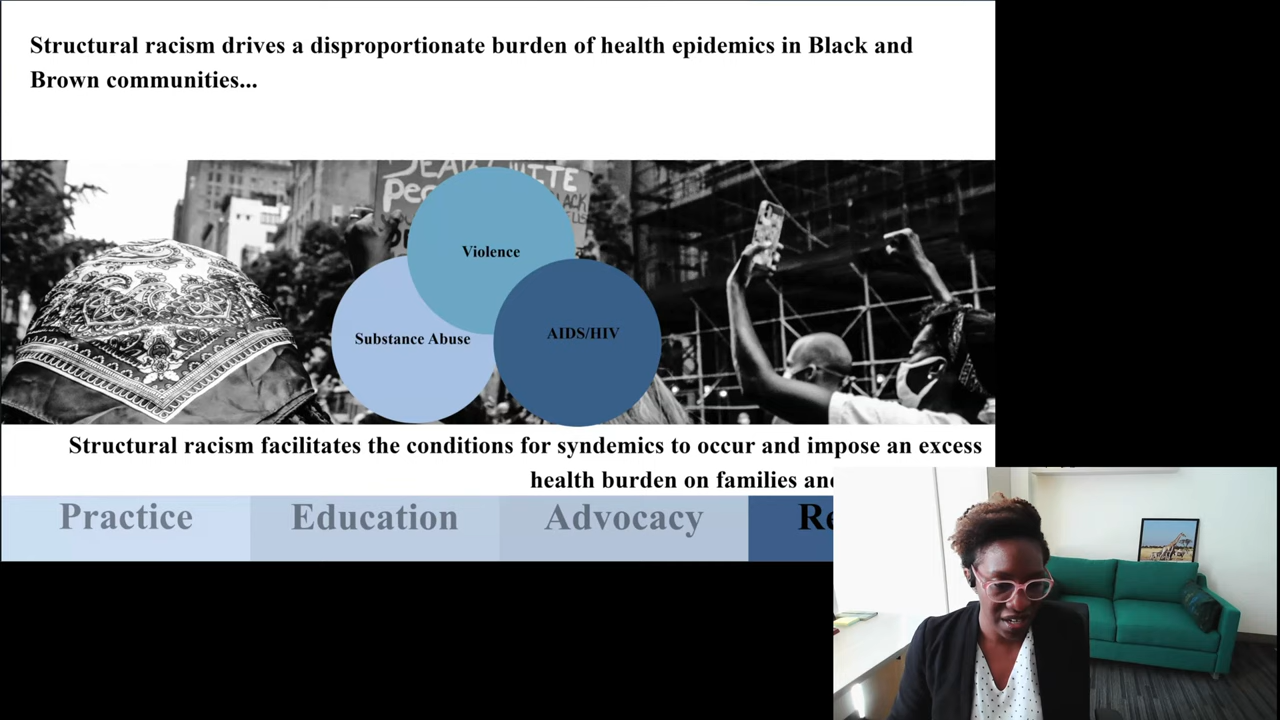 Structural racism drives a disproportionate burden of health epidemics in Black and
Brown communities...
Violence
Substance Abuse
AIDS/HIV
Structural racism facilitates the conditions for syndemics to occur and impose an excess
health burden on families
Practice
Education
Advocacy